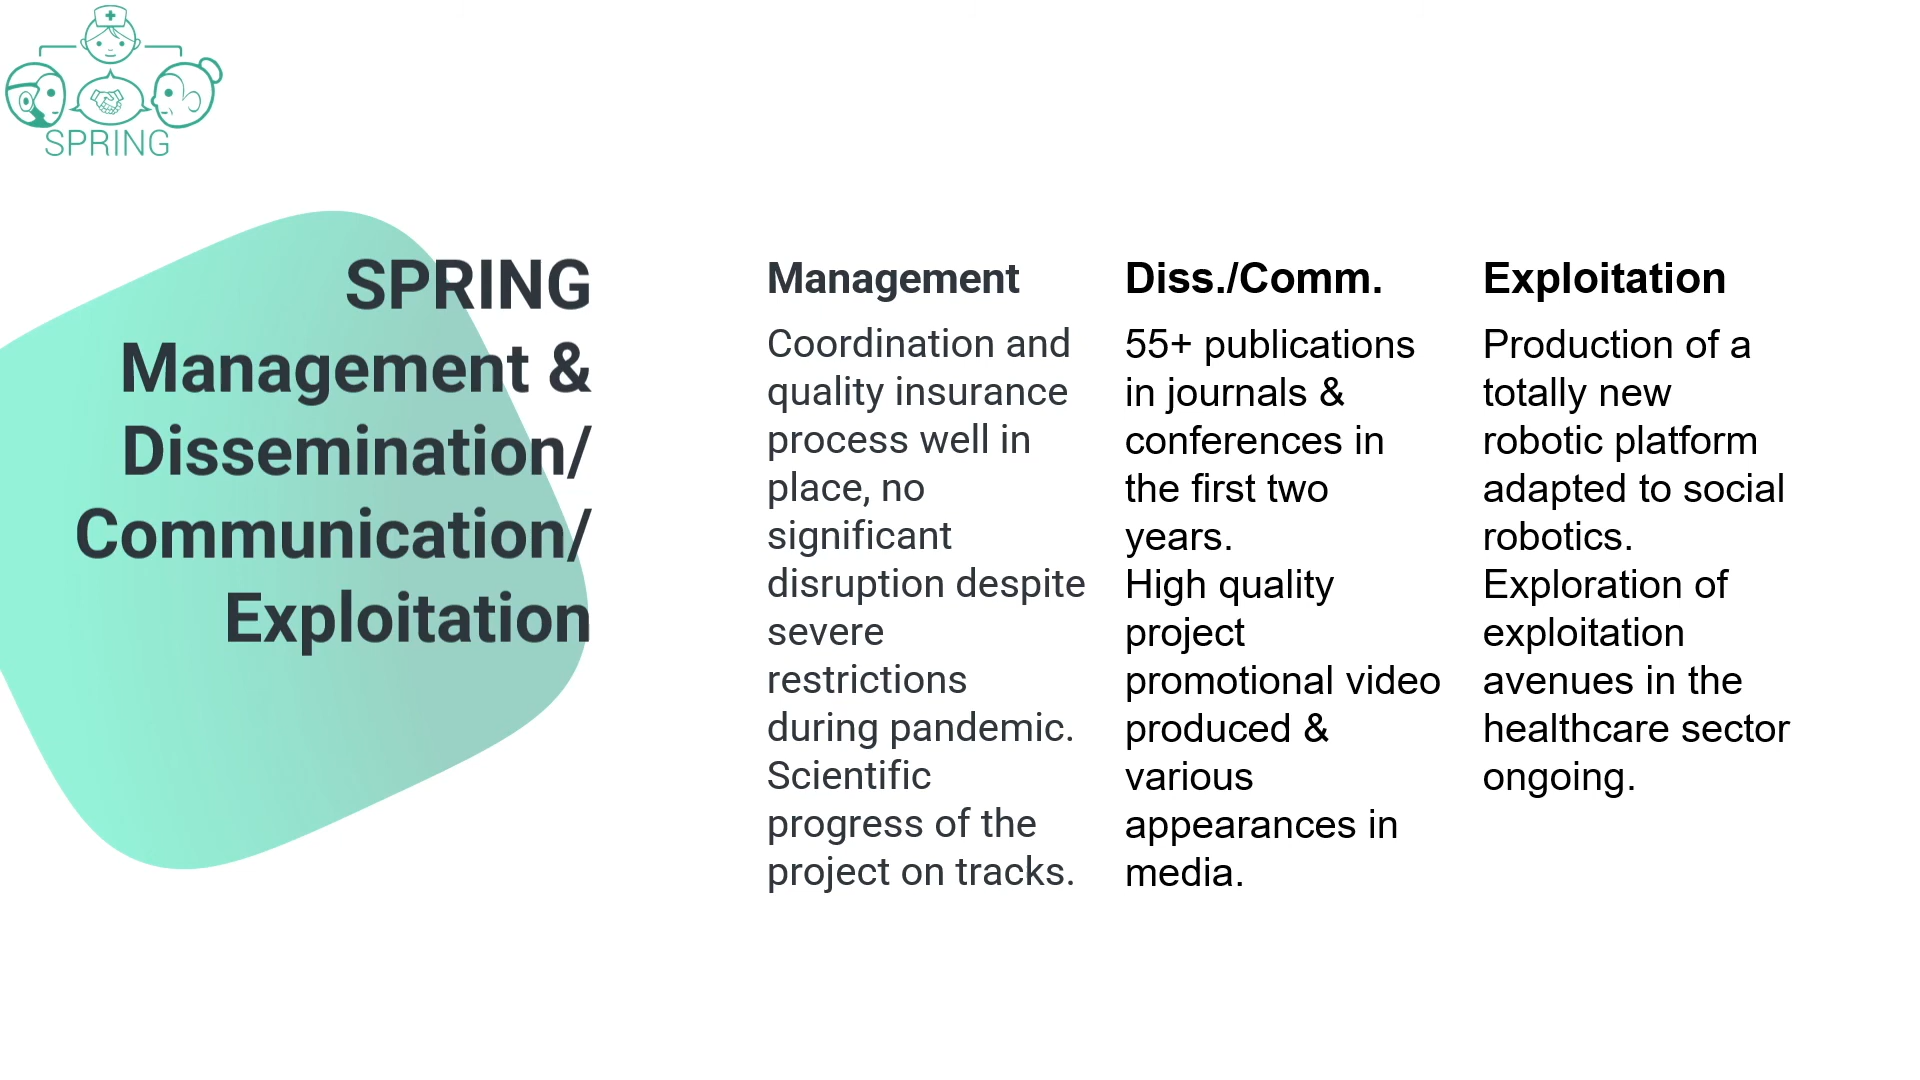 SPRING
SPRING
Management &
Dissemination/
Communication/
Exploitation
Management
Coordination and
quality insurance
process well in
place, no
significant
disruption despite
severe
restrictions
during pandemic.
Scientific
progress of the
project on tracks.
Diss./Comm.
55+ publications
in journals &
conferences in
the first two
years.
High quality
project
promotional video
produced &
various
appearances in
media.
Exploitation
Production of a
totally new
robotic platform
adapted to social
robotics.
Exploration of
exploitation
avenues in the
healthcare sector
ongoing.